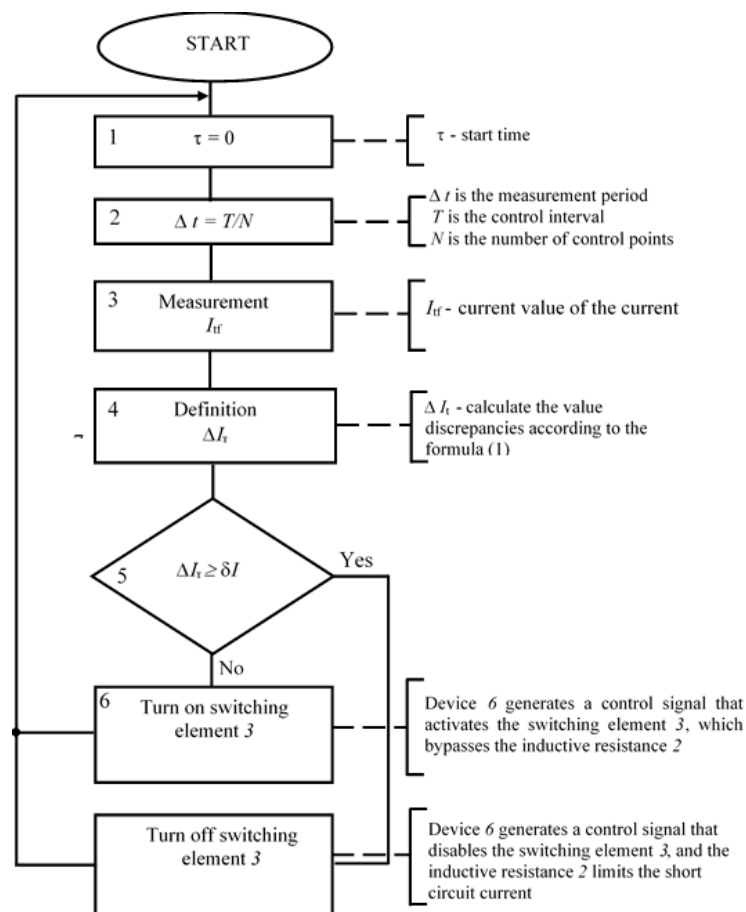 START
1
τ = 0
τ - start time
2
Δ t = T/N
Δ t is the measurement period
T is the control interval
N is the number of control points
3
Measurement
Itf
Itf - current value of the current
4
Definition
ΔIτ
Δ Iτ - calculate the value
discrepancies according to the
formula (1)
5
ΔIτ ≥ δI
Yes
No
6
Turn on switching
element 3
Device 6 generates a control signal that
activates the switching element 3, which
bypasses the inductive resistance 2
Turn off switching
element 3
Device 6 generates a control signal that
disables the switching element 3, and the
inductive resistance 2 limits the short
circuit current